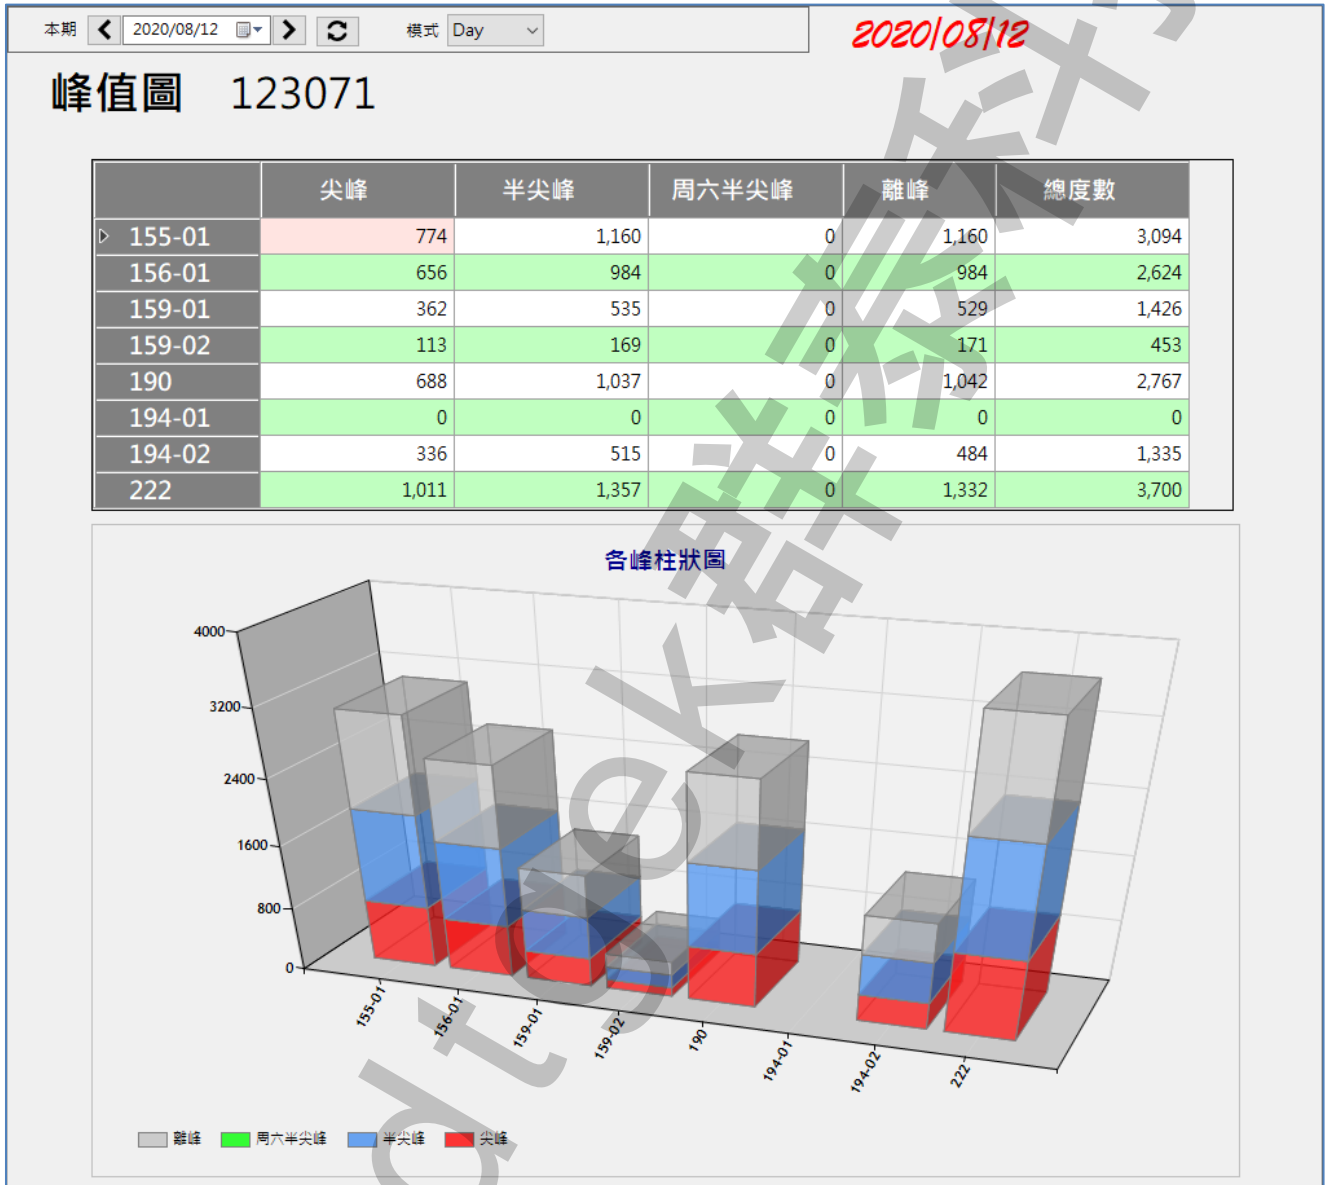 本期 2020/08/12 模式 Day 2020/08/12
峰值圖 123071
尖峰 半尖峰 周六半尖峰 離峰 總度數
155-01 774 1,160 0 1,160 3,094
156-01 656 984 0 984 2,624
159-01 362 535 0 529 1,426
159-02 113 169 0 171 453
190 688 1,037 0 1,042 2,767
194-01 0 0 0 0 0
194-02 336 515 0 484 1,335
222 1,011 1,357 0 1,332 3,700
各峰柱狀圖
4000
3200
2400
1600
800
0
155-01 156-01 159-01 159-02 190 194-01 194-02 222
離峰 周六半尖峰 半尖峰 尖峰